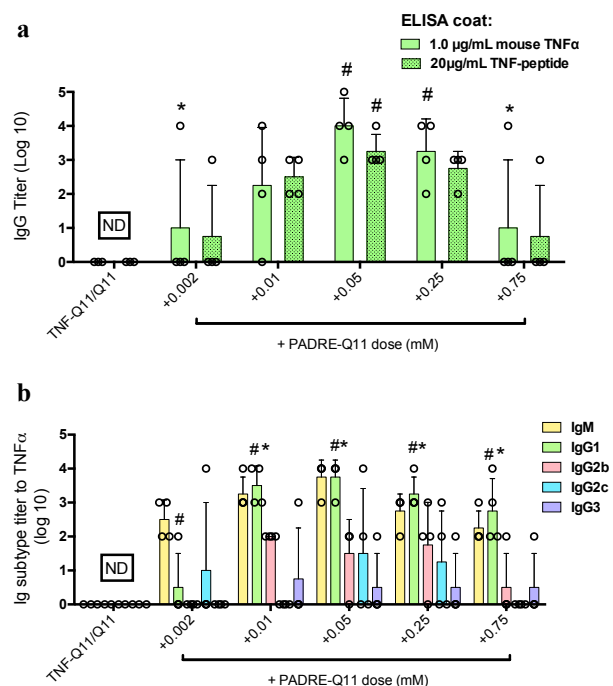 a
ELISA coat:
1.0 µg/mL mouse TNFα
20µg/mL TNF-peptide
IgG Titer (Log 10)
5
4
3
2
1
0
ND
*
#
#
#
*
TNF-Q11/Q11
+0.002
+0.01
+0.05
+0.25
+0.75
+ PADRE-Q11 dose (mM)
b
IgM
IgG1
IgG2b
IgG2c
IgG3
Ig subtype titer to TNFα
(log 10)
5
4
3
2
1
0
ND
#
#*
#*
#*
#*
TNF-Q11/Q11
+0.002
+0.01
+0.05
+0.25
+0.75
+ PADRE-Q11 dose (mM)